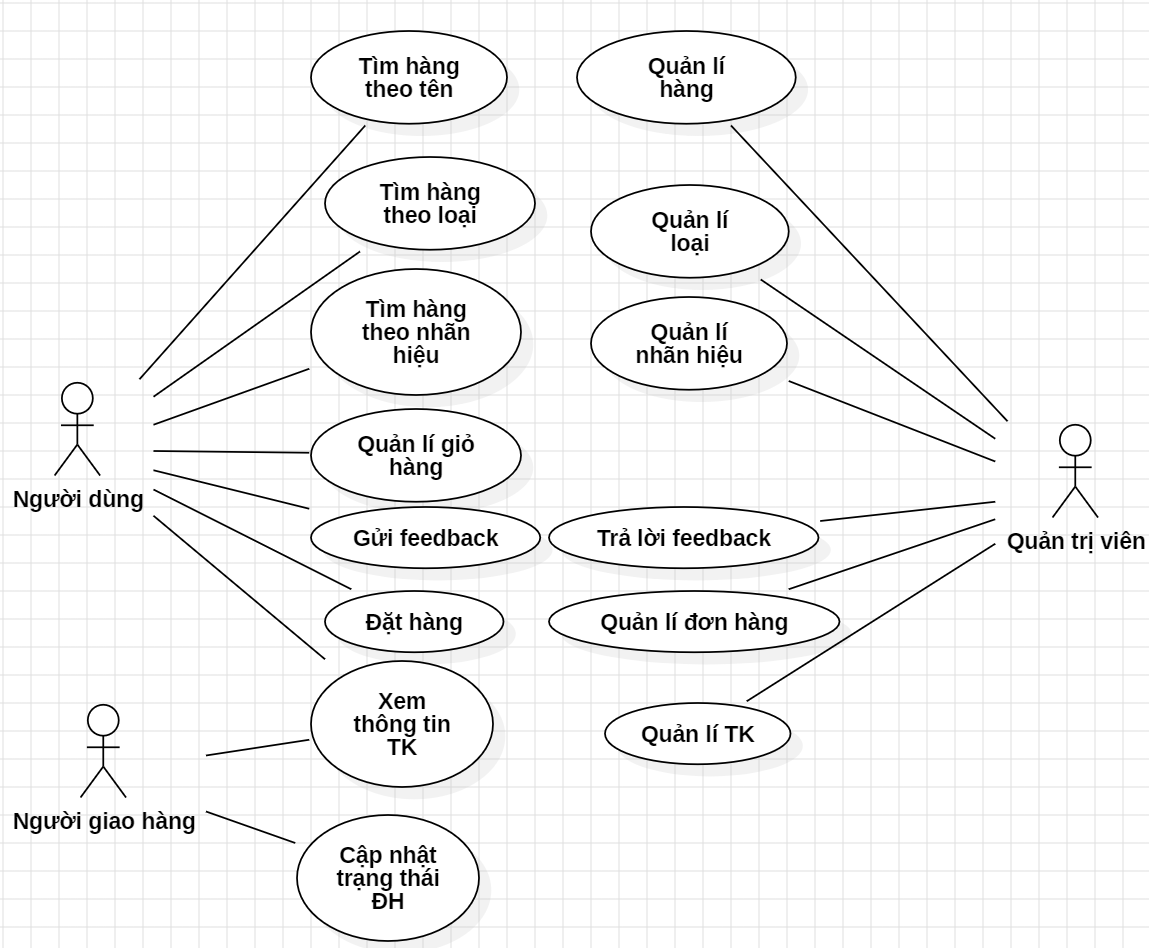 Tìm hàng
theo tên
Quản lí
hàng
Tìm hàng
theo loại
Quản lí
loại
Tìm hàng
theo nhãn
hiệu
Quản lí
nhãn hiệu
Quản lí giỏ
hàng
Người dùng
Gửi feedback
Trả lời feedback
Quản trị viên
Đặt hàng
Quản lí đơn hàng
Xem
thông tin
TK
Quản lí TK
Người giao hàng
Cập nhật
trạng thái
ĐH